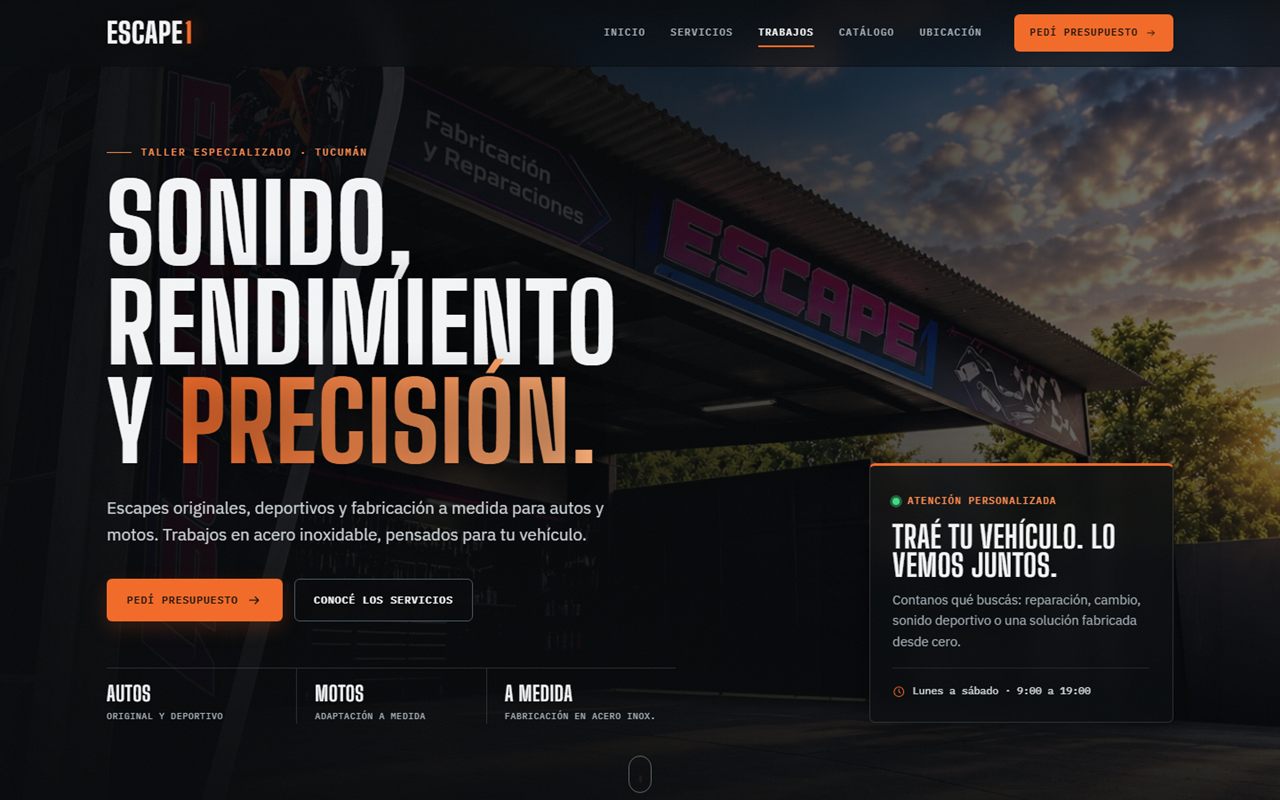 ESCAPE1
INICIO
SERVICIOS
TRABAJOS
CATÁLOGO
UBICACIÓN
PEDÍ PRESUPUESTO →
Fabricación
y Reparaciones
ESCAPE1
TALLER ESPECIALIZADO · TUCUMÁN
SONIDO,
RENDIMIENTO
Y PRECISIÓN.
Escapes originales, deportivos y fabricación a medida para autos y
motos. Trabajos en acero inoxidable, pensados para tu vehículo.
PEDÍ PRESUPUESTO →
CONOCÉ LOS SERVICIOS
AUTOS
ORIGINAL Y DEPORTIVO
MOTOS
ADAPTACIÓN A MEDIDA
A MEDIDA
FABRICACIÓN EN ACERO INOX.
ATENCIÓN PERSONALIZADA
TRAÉ TU VEHÍCULO. LO
VEMOS JUNTOS.
Contanos qué buscás: reparación, cambio,
sonido deportivo o una solución fabricada
desde cero.
Lunes a sábado · 9:00 a 19:00